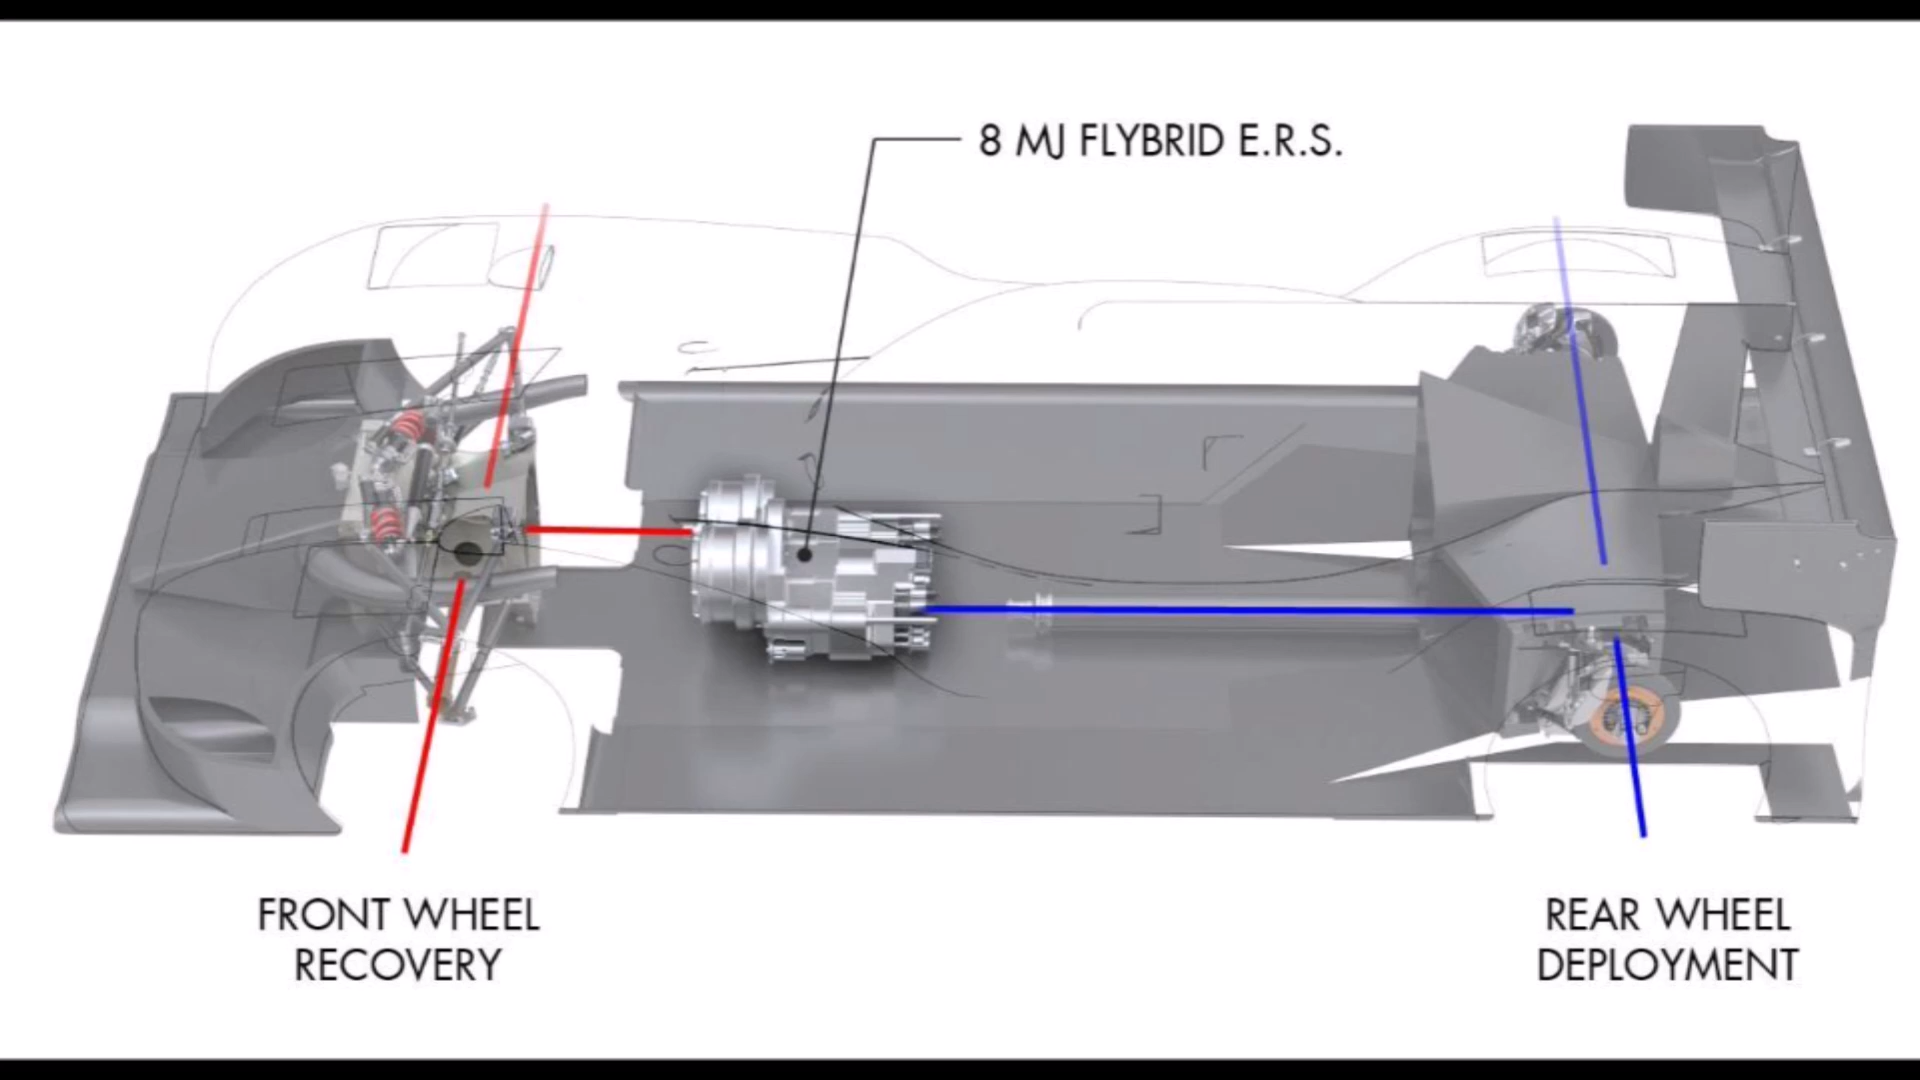 8 MJ FLYBRID E.R.S.
FRONT WHEEL
RECOVERY
REAR WHEEL
DEPLOYMENT